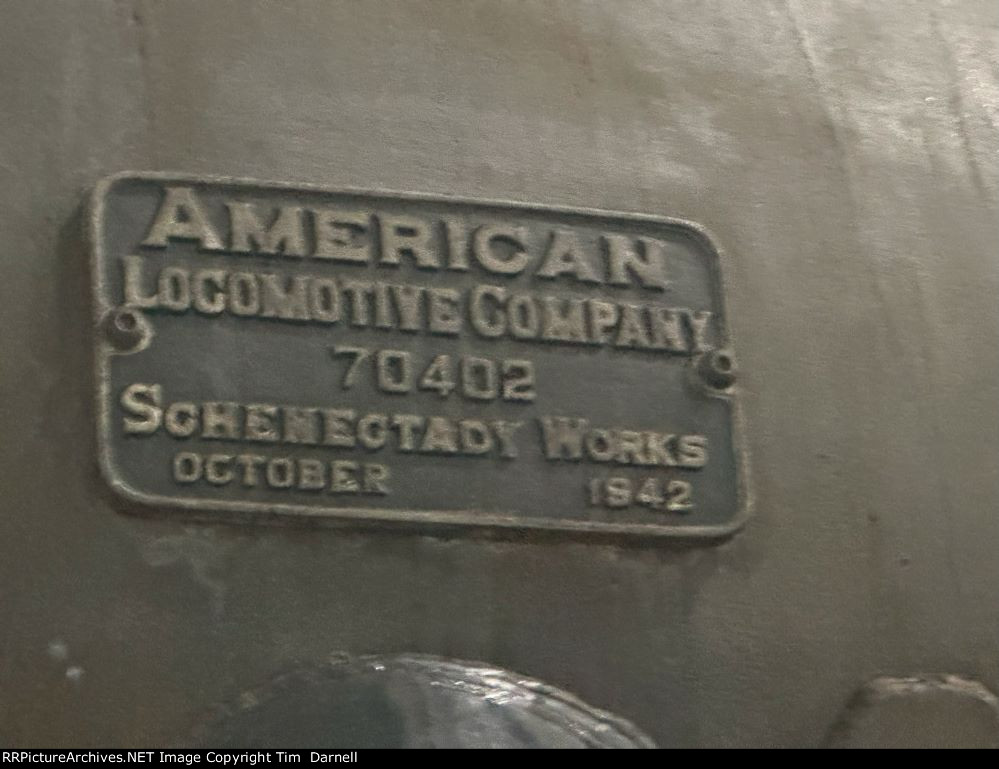 AMERICAN
LOCOMOTIVE COMPANY
70402
SCHENECTADY WORKS
OCTOBER 1942
RRPictureArchives.NET Image Copyright Tim Darnell